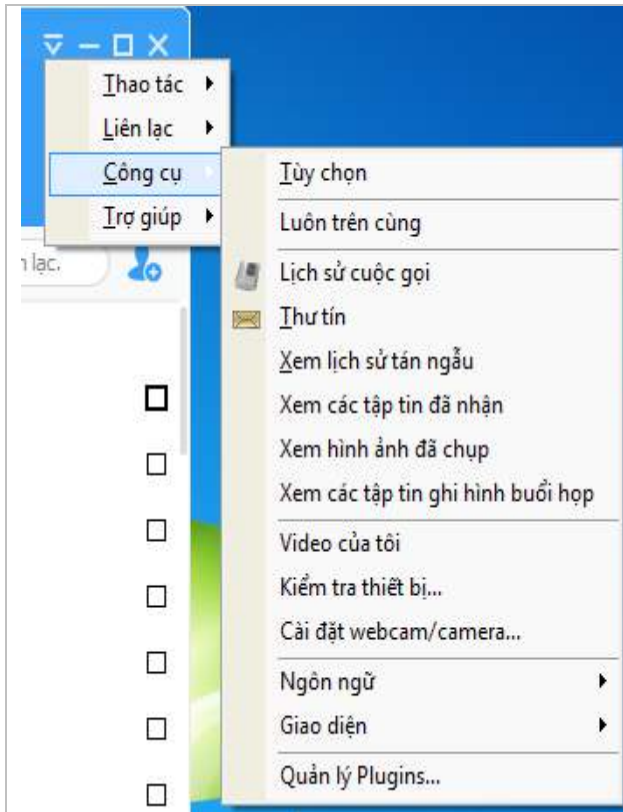 Thao tác
Liên lạc
Công cụ
Trợ giúp
lạc.
Tùy chọn
Luôn trên cùng
Lịch sử cuộc gọi
Thư tín
Xem lịch sử tán ngẫu
Xem các tập tin đã nhận
Xem hình ảnh đã chụp
Xem các tập tin ghi hình buổi họp
Video của tôi
Kiểm tra thiết bị...
Cài đặt webcam/camera...
Ngôn ngữ
Giao diện
Quản lý Plugins...